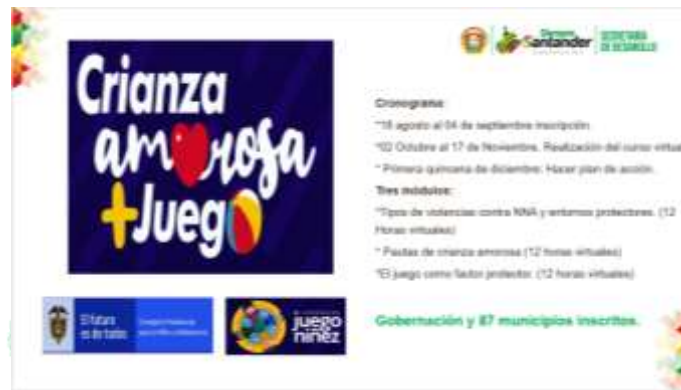 Crianza
amorosa
+Juego
Santander
SECRETARÍA
DE DESARROLLO
Cronograma:
*18 agosto al 04 de septiembre inscripción.
*02 Octubre al 17 de Noviembre. Realización del curso virtual
* Primera quincena de diciembre: Hacer plan de acción.
Tres módulos:
*Tipos de violencias contra NNA y entornos protectores. (12
Horas virtuales)
* Pautas de crianza amorosa (12 horas virtuales)
*El juego como factor protector. (12 horas virtuales)
Gobernación y 87 municipios inscritos.
El futuro
es de todos
juego
niñez